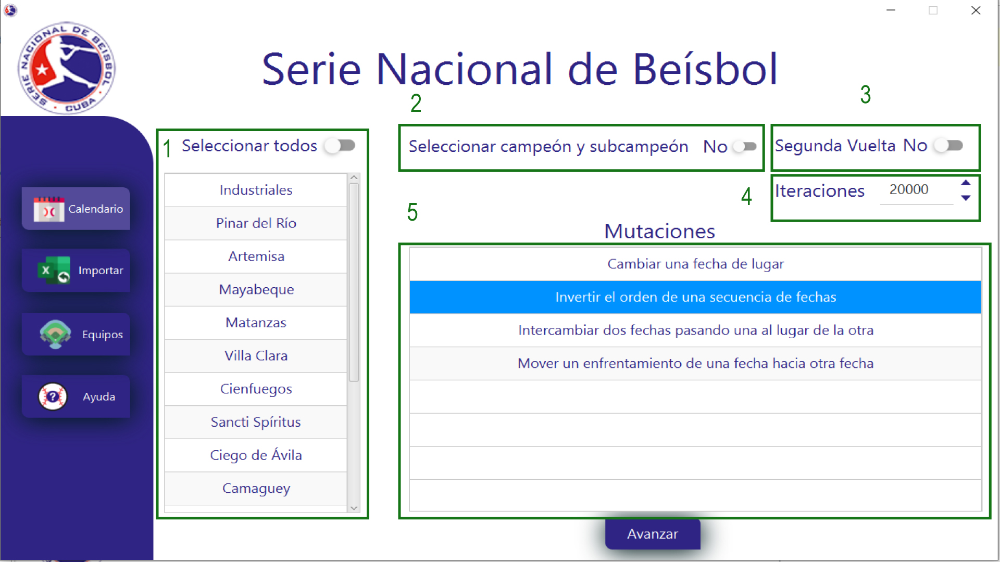 SERIE NACIONAL DE BEISBOL
CUBA
Serie Nacional de Beísbol
2
3
1 Seleccionar todos
Seleccionar campeón y subcampeón No
Segunda Vuelta No
4
Iteraciones 20000
5
Mutaciones
Calendario
Importar
Equipos
Ayuda
Industriales
Pinar del Río
Artemisa
Mayabeque
Matanzas
Villa Clara
Cienfuegos
Sancti Spíritus
Ciego de Ávila
Camaguey
Cambiar una fecha de lugar
Invertir el orden de una secuencia de fechas
Intercambiar dos fechas pasando una al lugar de la otra
Mover un enfrentamiento de una fecha hacia otra fecha
Avanzar